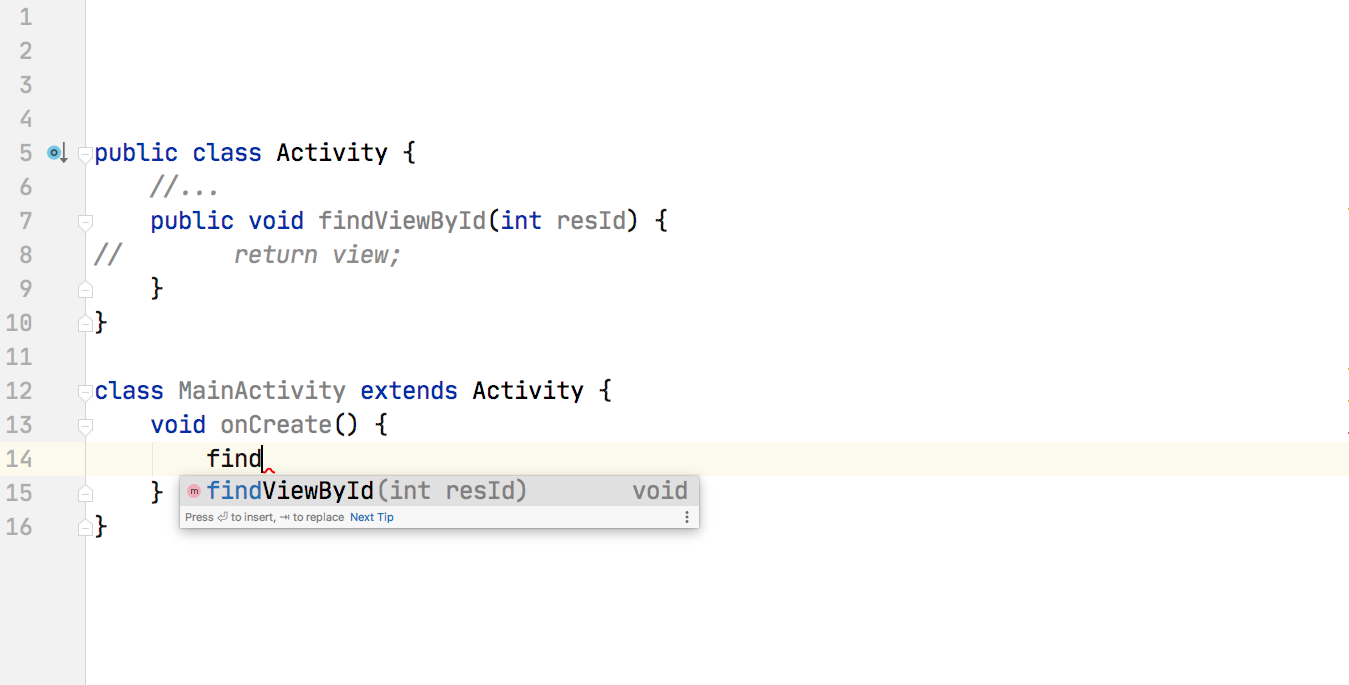 1
2
3
4
5 public class Activity {
6 //...
7 public void findViewById(int resId) {
8 // return view;
9 }
10 }
11
12 class MainActivity extends Activity {
13 void onCreate() {
14 find
m findViewById(int resId) void
15 }
Press ⏎ to insert, ⇥ to replace Next Tip
16 }